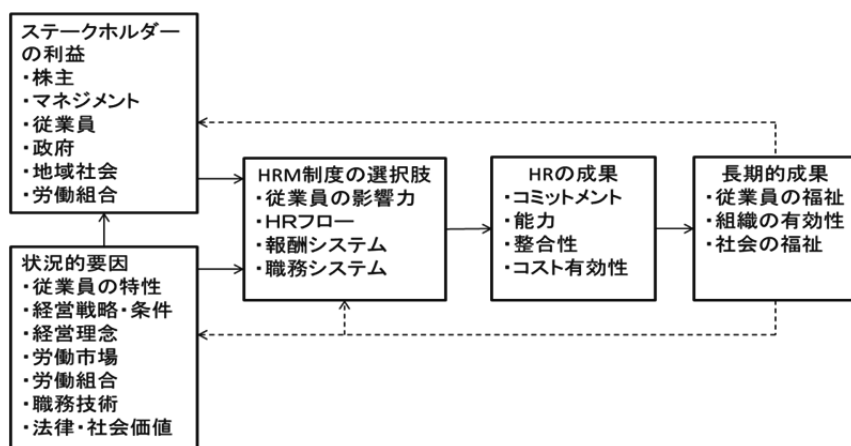 ステークホルダー
の利益
・株主
・マネジメント
・従業員
・政府
・地域社会
・労働組合
状況的要因
・従業員の特性
・経営戦略・条件
・経営理念
・労働市場
・労働組合
・職務技術
・法律・社会価値
HRM制度の選択肢
・従業員の影響力
・HRフロー
・報酬システム
・職務システム
HRの成果
・コミットメント
・能力
・整合性
・コスト有効性
長期的成果
・従業員の福祉
・組織の有効性
・社会の福祉